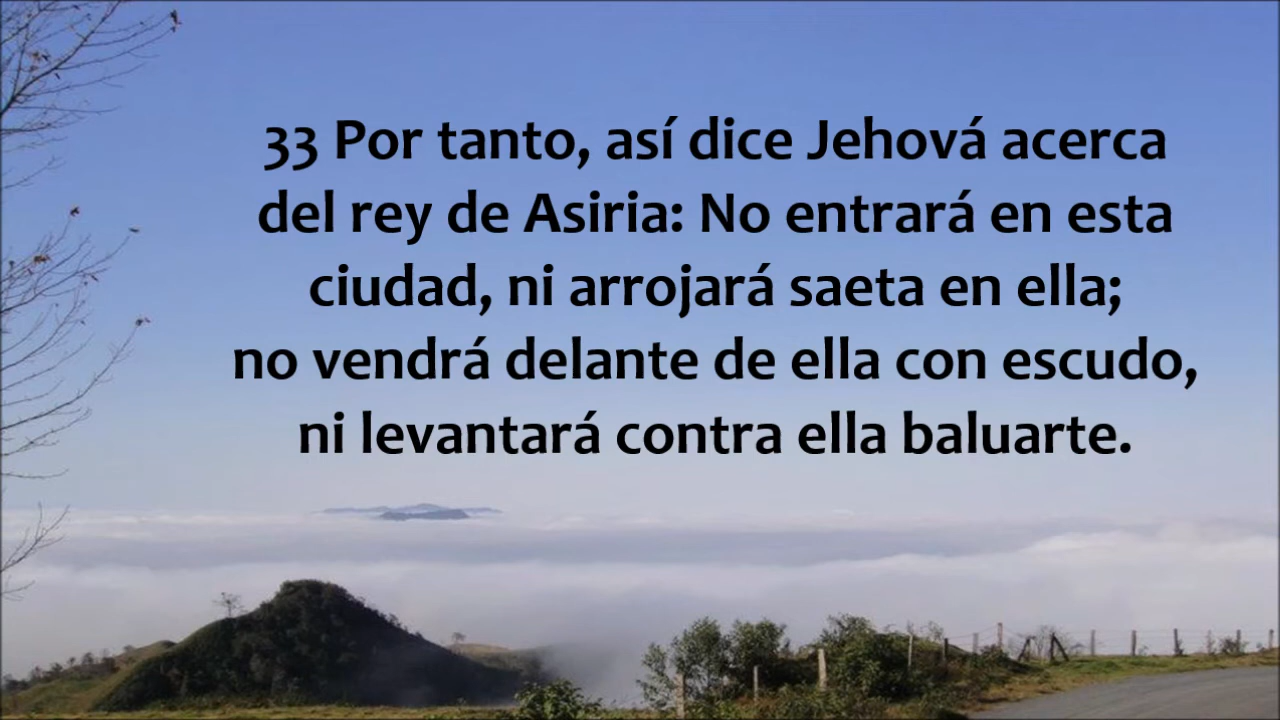 33 Por tanto, así dice Jehová acerca
del rey de Asiria: No entrará en esta
ciudad, ni arrojará saeta en ella;
no vendrá delante de ella con escudo,
ni levantará contra ella baluarte.